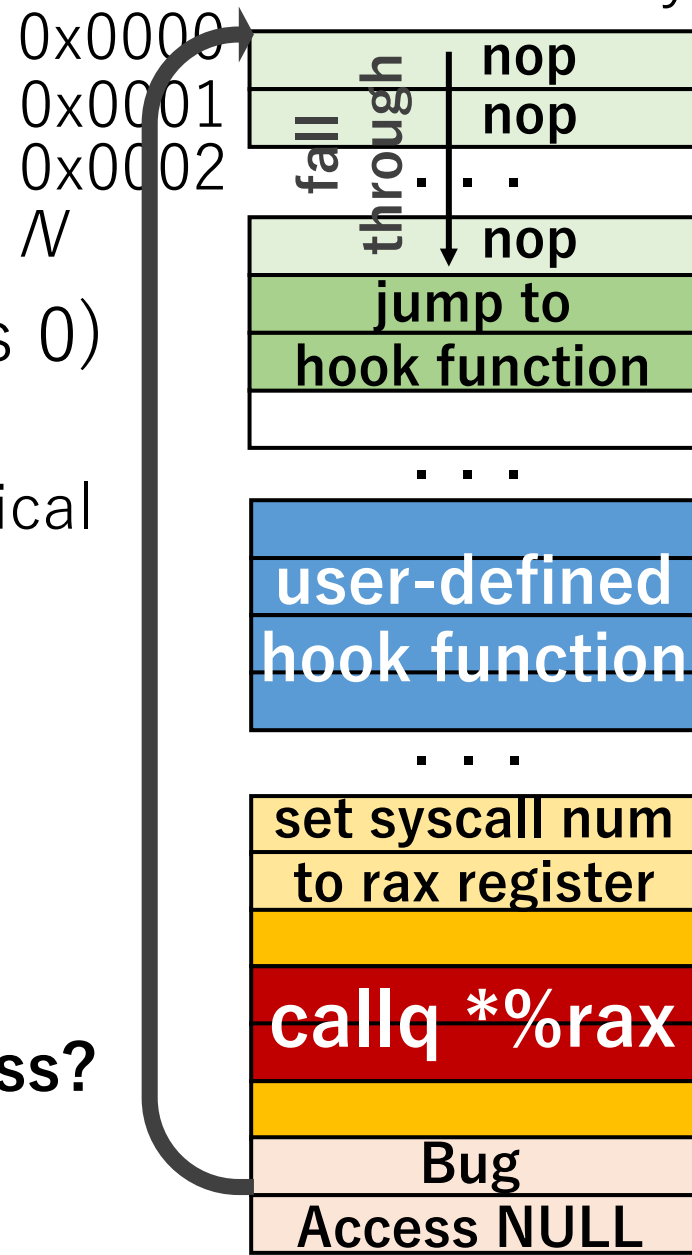 y
0x0000
nop
0x0001
nop
0x0002
. . .
fall
through
N
nop
jump to
s 0)
hook function
. . .
ical
user-defined
hook function
. . .
set syscall num
to rax register
callq *%rax
ss?
Bug
Access NULL